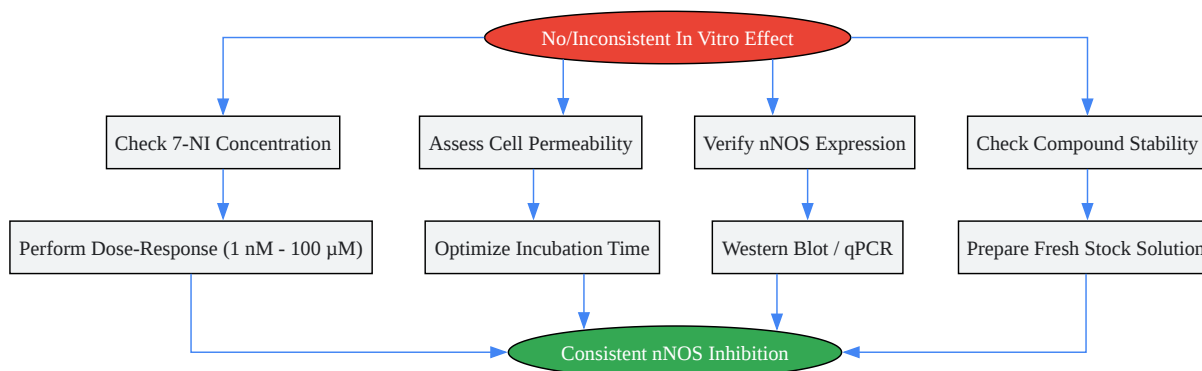 No/Inconsistent In Vitro Effect
Check 7-NI Concentration
Assess Cell Permeability
Verify nNOS Expression
Check Compound Stability
Perform Dose-Response (1 nM - 100 µM)
Optimize Incubation Time
Western Blot / qPCR
Prepare Fresh Stock Solution
Consistent nNOS Inhibition